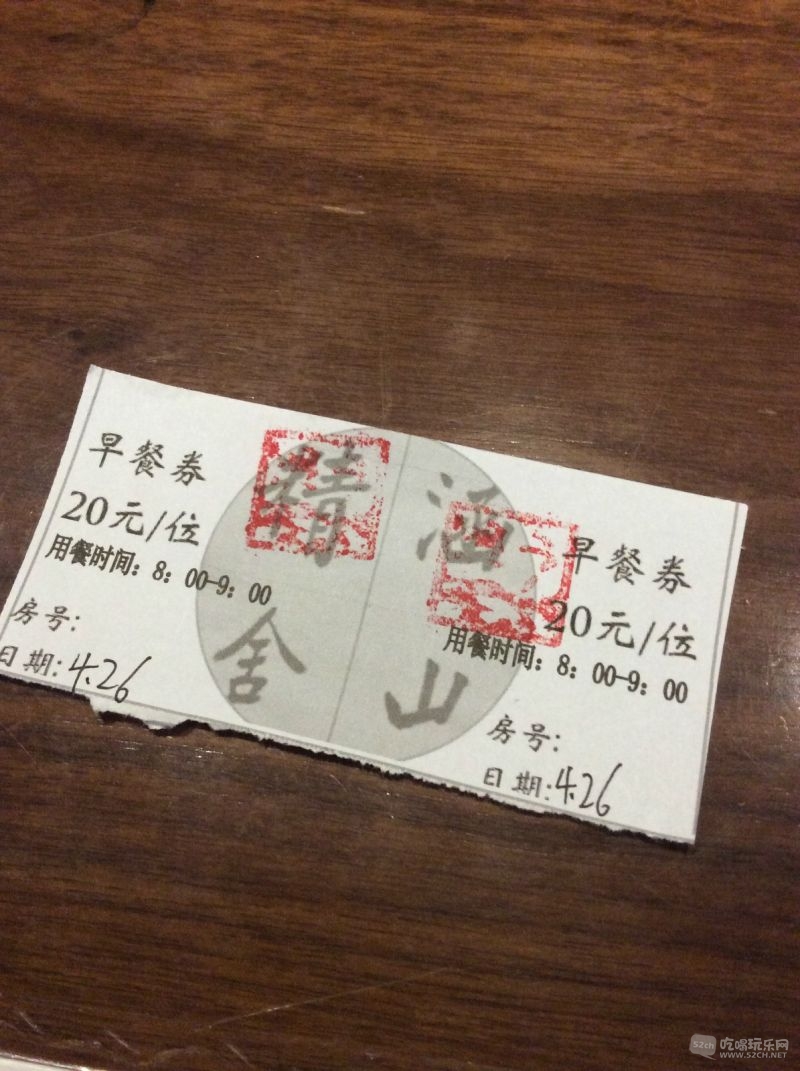 早餐券
20元/位
用餐时间：8：00-9：00
房号：
日期：4.26
涵山
精舍
早餐券
20元/位
用餐时间：8：00-9：00
房号：
日期：4.26
52ch 吃喝玩乐网
WWW.52CH.NET